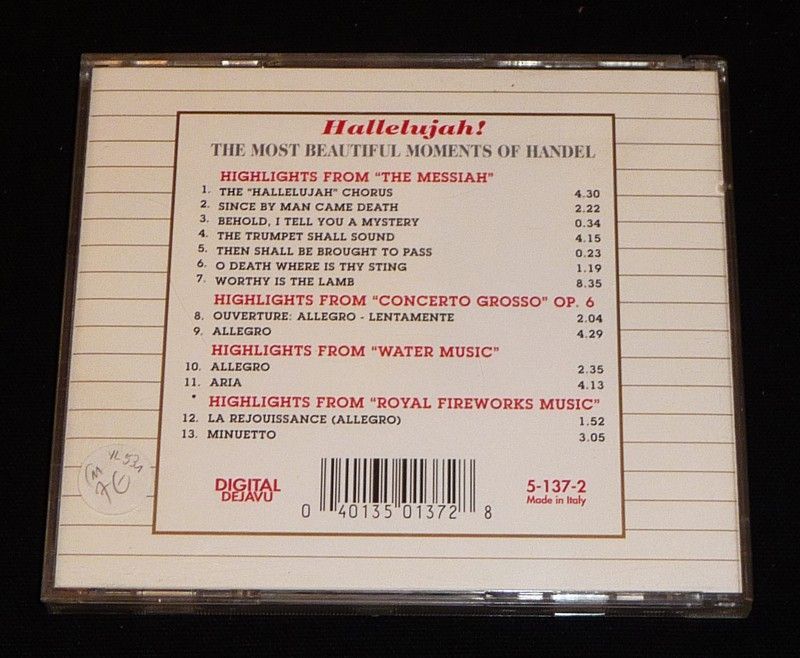 Hallelujah!
THE MOST BEAUTIFUL MOMENTS OF HANDEL
HIGHLIGHTS FROM "THE MESSIAH"
1. THE "HALLELUJAH" CHORUS 4.30
2. SINCE BY MAN CAME DEATH 2.22
3. BEHOLD, I TELL YOU A MYSTERY 0.34
4. THE TRUMPET SHALL SOUND 4.15
5. THEN SHALL BE BROUGHT TO PASS 0.23
6. O DEATH WHERE IS THY STING 1.19
7. WORTHY IS THE LAMB 8.35
HIGHLIGHTS FROM "CONCERTO GROSSO" OP. 6
8. OUVERTURE: ALLEGRO - LENTAMENTE 2.04
9. ALLEGRO 4.29
HIGHLIGHTS FROM "WATER MUSIC"
10. ALLEGRO 2.35
11. ARIA 4.13
HIGHLIGHTS FROM "ROYAL FIREWORKS MUSIC"
12. LA REJOUISSANCE (ALLEGRO) 1.52
13. MINUETTO 3.05
DIGITAL
DEJAVU
5-137-2
Made in Italy
0 40135 01372 8
7€